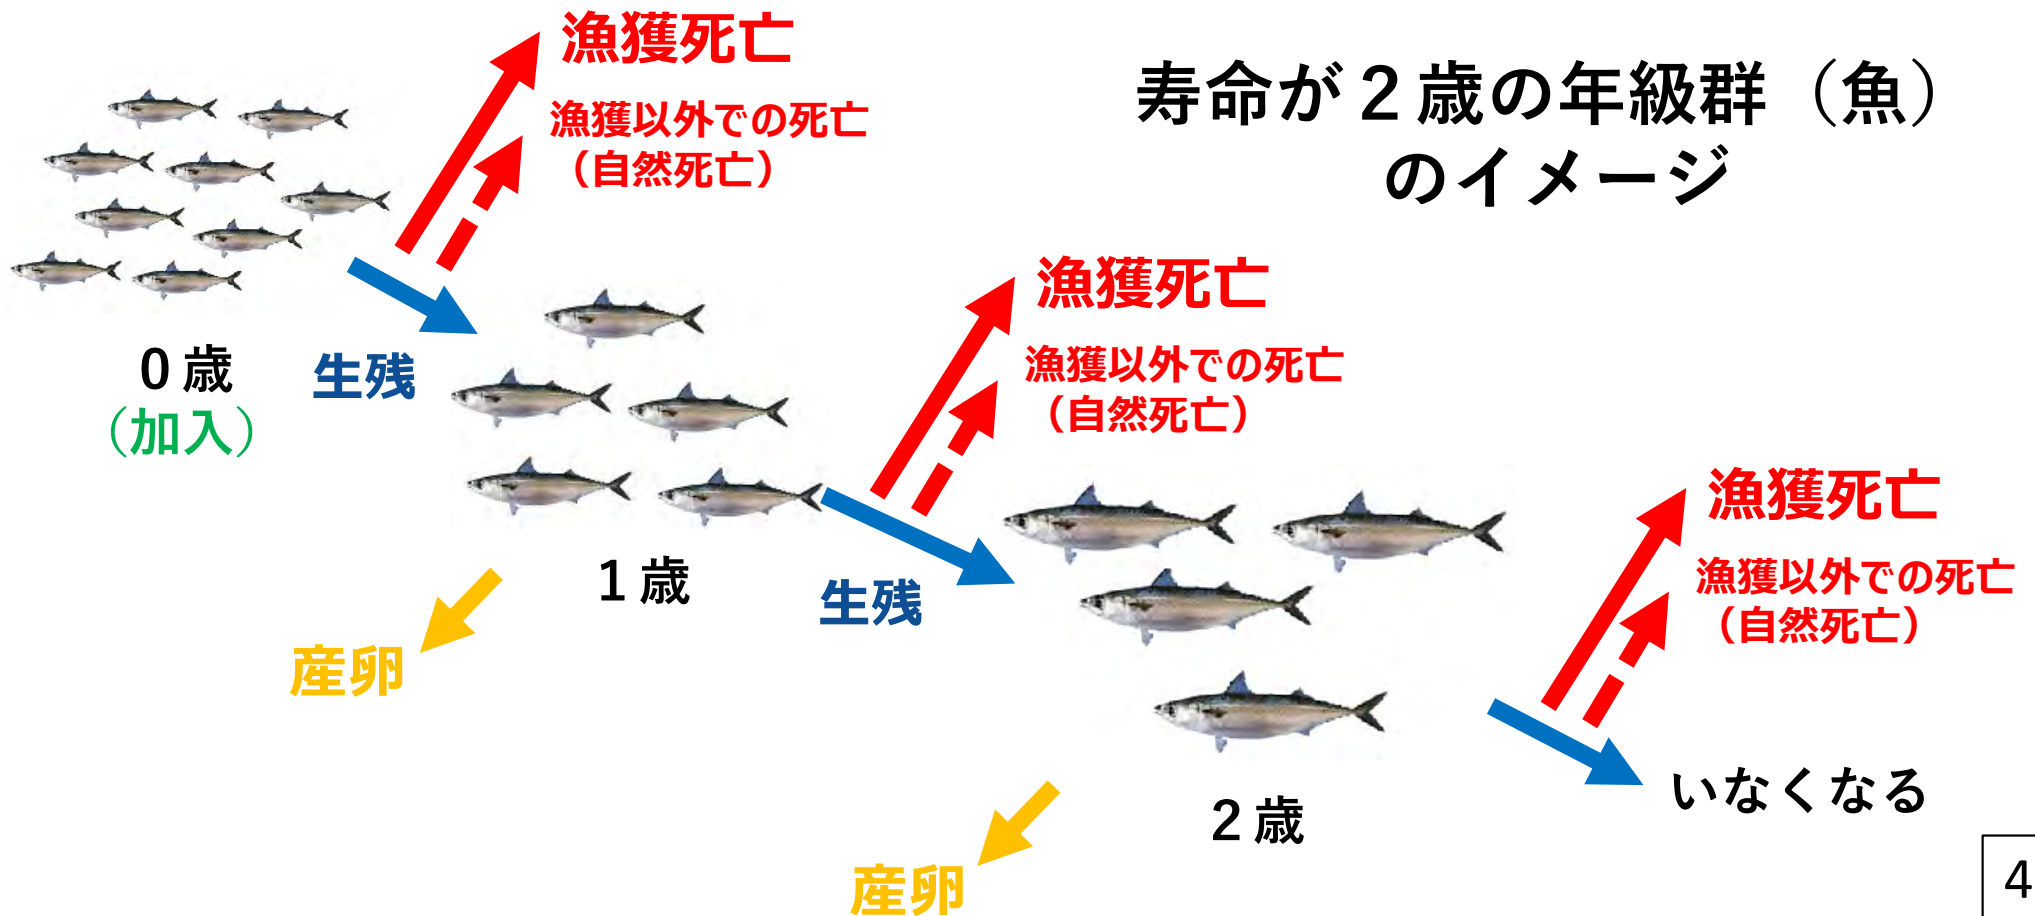 寿命が２歳の年級群（魚）
のイメージ
漁獲死亡
漁獲以外での死亡
（自然死亡）
０歳
（加入）
生残
漁獲死亡
漁獲以外での死亡
（自然死亡）
１歳
産卵
生残
漁獲死亡
漁獲以外での死亡
（自然死亡）
２歳
産卵
いなくなる
4